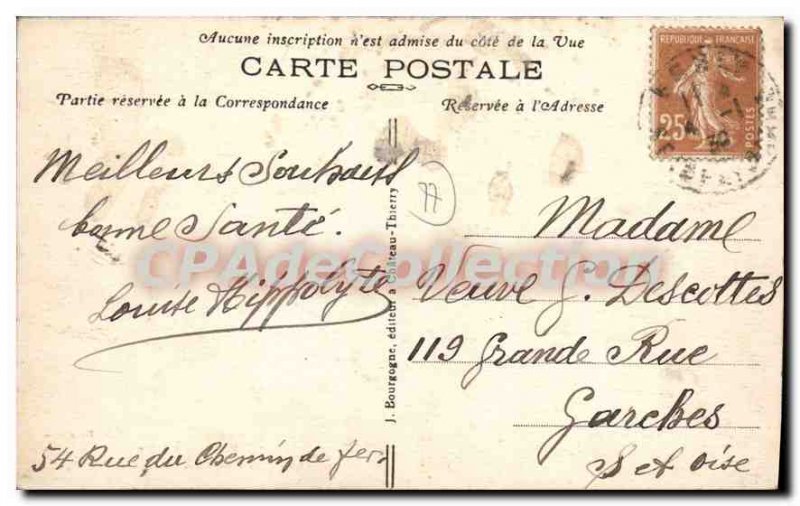 Aucune inscription n'est admise du côté de la Vue
CARTE POSTALE
Partie réservée à la Correspondance
Réservée à l'Adresse
REPUBLIQUE FRANÇAISE
25
POSTES
Meilleurs Souhaits
bonne Santé.
Louise Hippolyte
54 Rue du Chemin de fer
77
J. Bourgogne, éditeur à Château-Thierry
Madame
Veuve G. Descottes
119 Grande Rue
Garches
S et Oise
CPAdeCollection